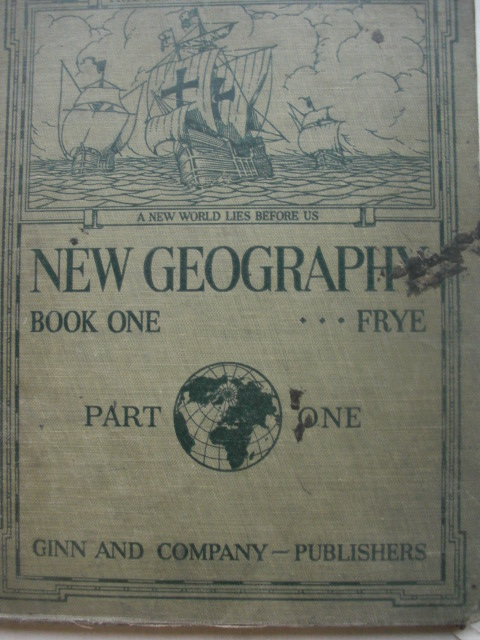 A NEW WORLD LIES BEFORE US
NEW GEOGRAPHY
BOOK ONE ··· FRYE
PART ONE
GINN AND COMPANY — PUBLISHERS